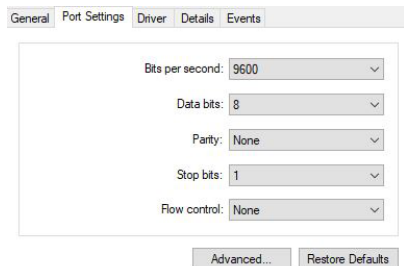 General Port Settings Driver Details Events
Bits per second: 9600
Data bits: 8
Parity: None
Stop bits: 1
Flow control: None
Advanced... Restore Defaults